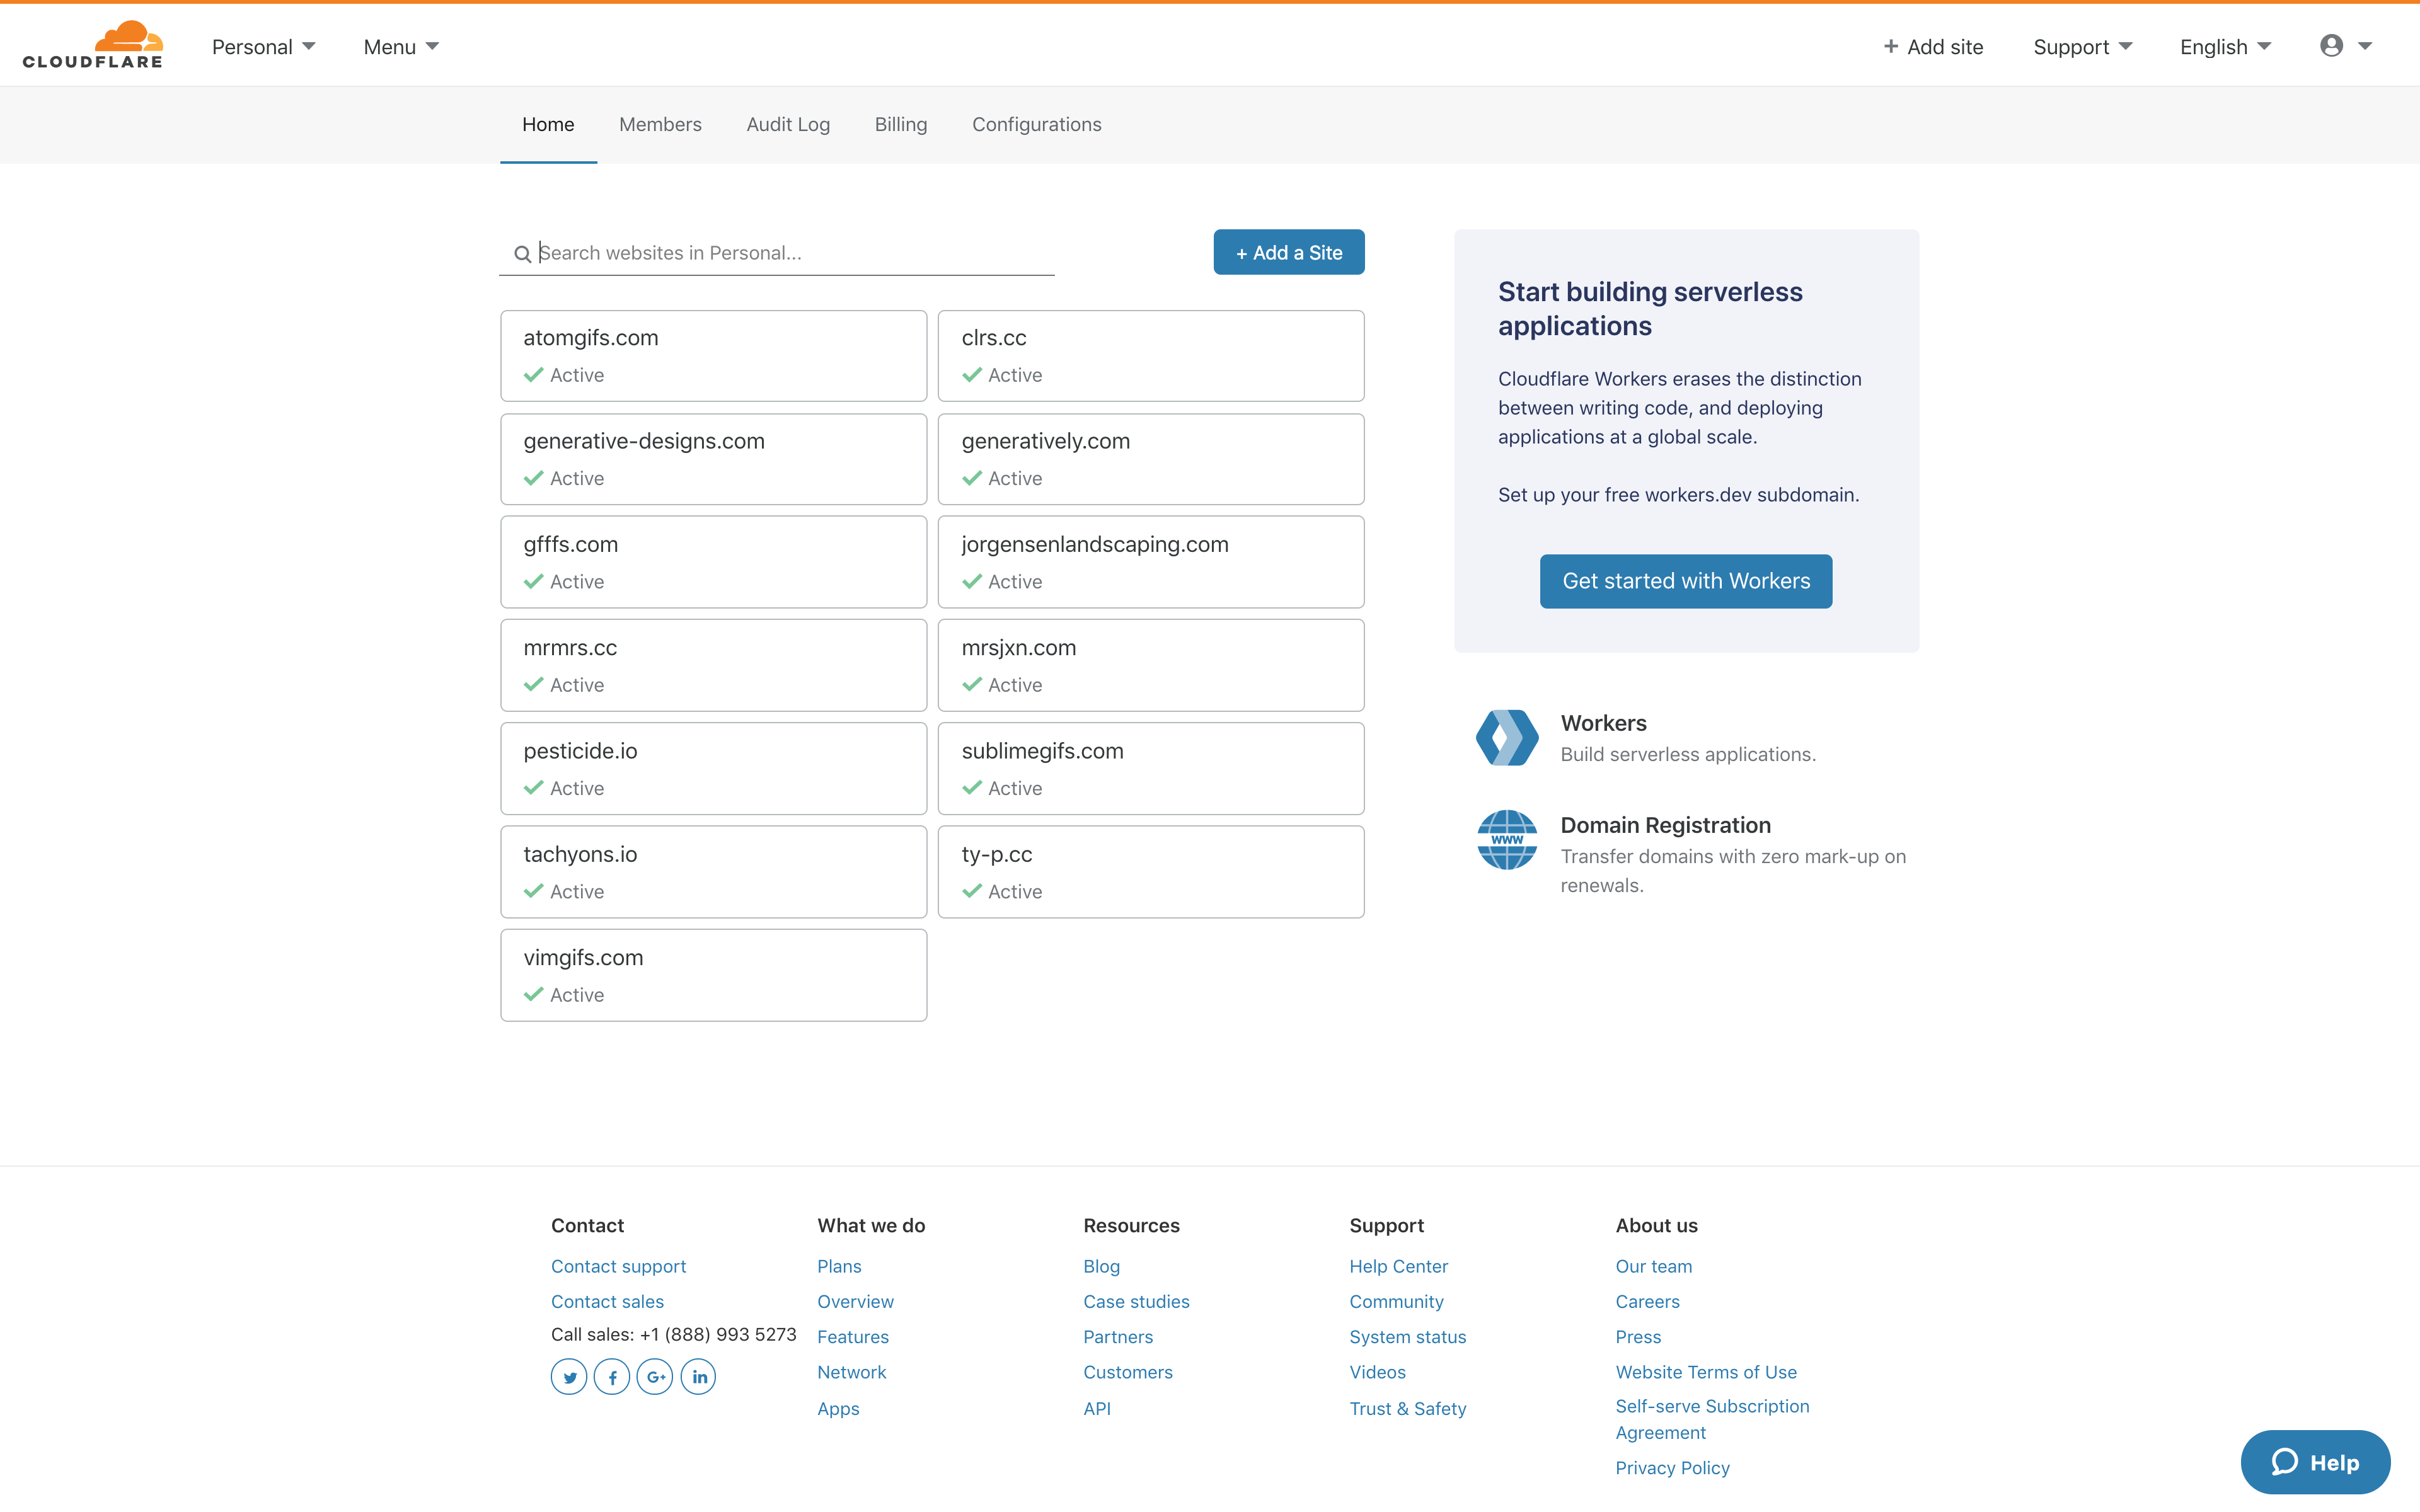 CLOUDFLARE
Personal
Menu
+ Add site
Support
English
Home
Members
Audit Log
Billing
Configurations
Search websites in Personal...
+ Add a Site
atomgifs.com
Active
clrs.cc
Active
generative-designs.com
Active
generatively.com
Active
gfffs.com
Active
jorgensenlandscaping.com
Active
mrmrs.cc
Active
mrsjxn.com
Active
pesticide.io
Active
sublimegifs.com
Active
tachyons.io
Active
ty-p.cc
Active
vimgifs.com
Active
Start building serverless
applications
Cloudflare Workers erases the distinction
between writing code, and deploying
applications at a global scale.
Set up your free workers.dev subdomain.
Get started with Workers
Workers
Build serverless applications.
www
Domain Registration
Transfer domains with zero mark-up on
renewals.
Contact
Contact support
Contact sales
Call sales: +1 (888) 993 5273
f
G+
in
What we do
Plans
Overview
Features
Network
Apps
Resources
Blog
Case studies
Partners
Customers
API
Support
Help Center
Community
System status
Videos
Trust & Safety
About us
Our team
Careers
Press
Website Terms of Use
Self-serve Subscription
Agreement
Privacy Policy
Help